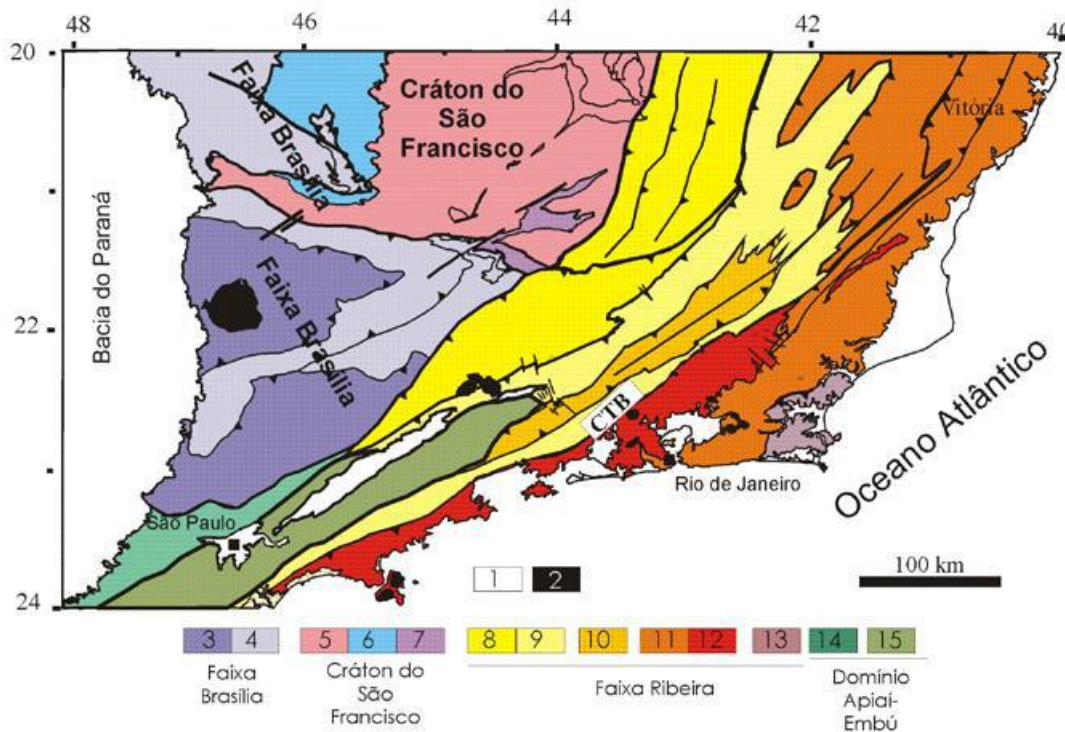 48
46
44
42
40
20
Faixa Brasília
Cráton do
São
Francisco
Vitória
Bacia do Paraná
Faixa Brasília
22
CTB
Oceano Atlântico
Rio de Janeiro
São Paulo
24
1
2
100 km
3 4 5 6 7 8 9 10 11 12 13 14 15
Faixa
Brasília
Cráton do
São
Francisco
Faixa Ribeira
Domínio
Apiaí-
Embú